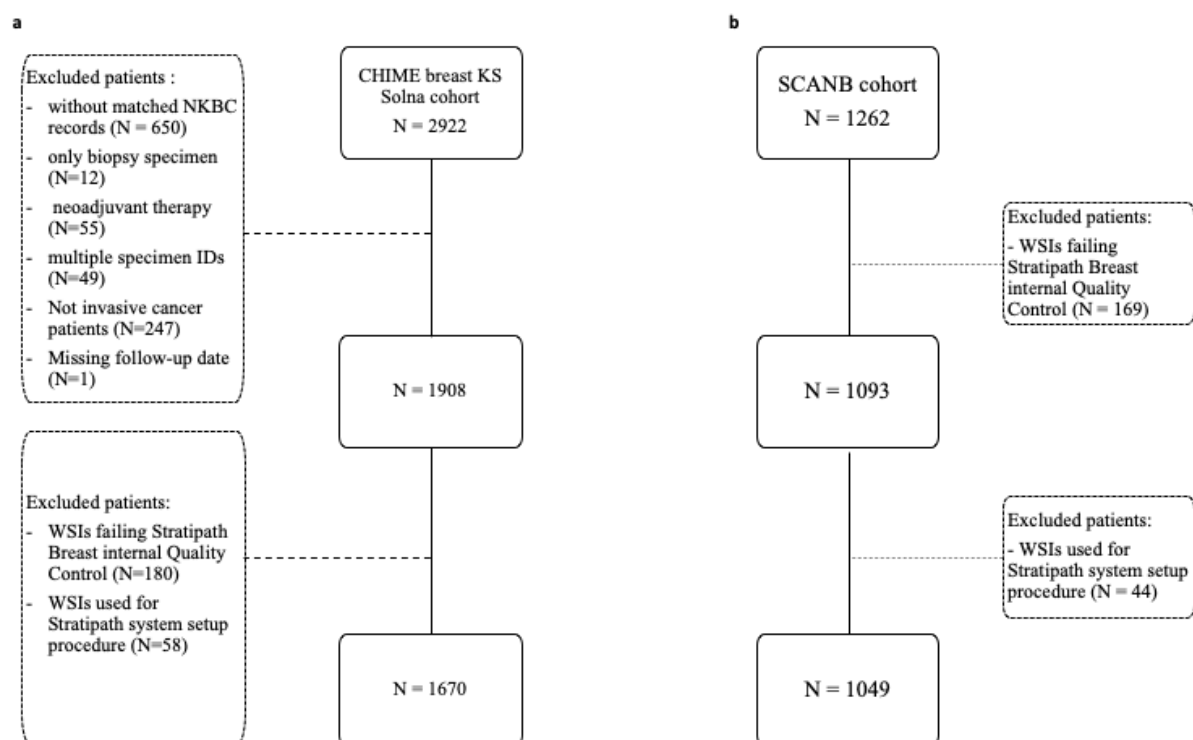 a
Excluded patients :
- without matched NKBC
records (N = 650)
- only biopsy specimen
(N=12)
- neoadjuvant therapy
(N=55)
- multiple specimen IDs
(N=49)
- Not invasive cancer
patients (N=247)
- Missing follow-up date
(N=1)
CHIME breast KS
Solna cohort
N = 2922
N = 1908
Excluded patients:
- WSIs failing Stratipath
Breast internal Quality
Control (N=180)
- WSIs used for
Stratipath system setup
procedure (N=58)
N = 1670
b
SCANB cohort
N = 1262
Excluded patients:
- WSIs failing
Stratipath Breast
internal Quality
Control (N = 169)
N = 1093
Excluded patients:
- WSIs used for
Stratipath system setup
procedure (N = 44)
N = 1049